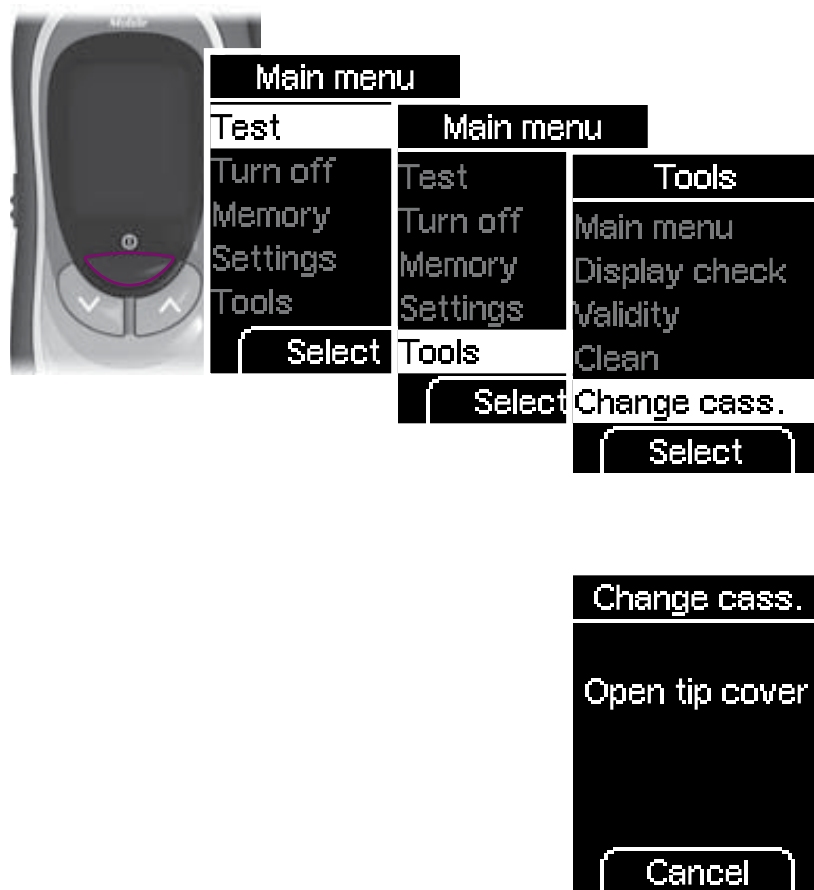 Mobile
Main menu
Test
Turn off
Memory
Settings
Tools
Select
Main menu
Test
Turn off
Memory
Settings
Tools
Select
Tools
Main menu
Display check
Validity
Clean
Change cass.
Select
Change cass.
Open tip cover
Cancel